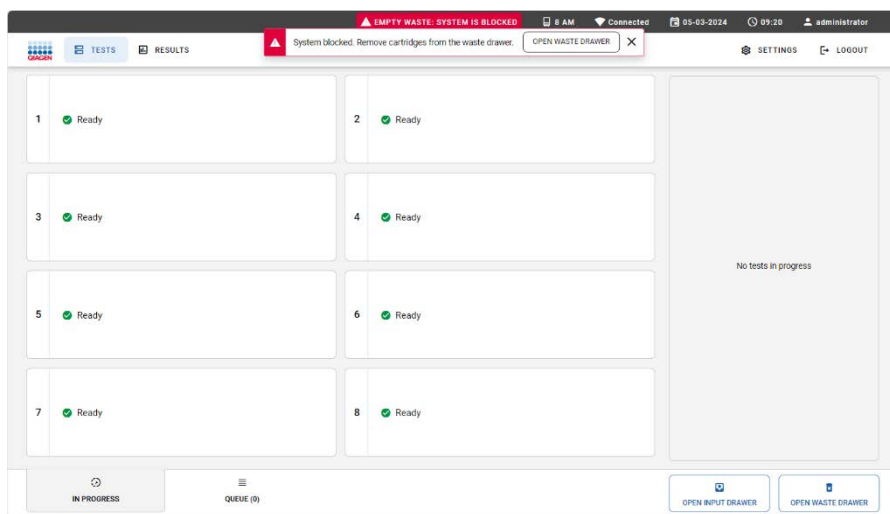 EMPTY WASTE: SYSTEM IS BLOCKED 8 AM Connected 05-03-2024 09:20 administrator
QIAGEN TESTS RESULTS System blocked. Remove cartridges from the waste drawer. OPEN WASTE DRAWER SETTINGS LOGOUT
1 Ready
2 Ready
3 Ready
4 Ready
No tests in progress
5 Ready
6 Ready
7 Ready
8 Ready
IN PROGRESS
QUEUE (0)
OPEN INPUT DRAWER
OPEN WASTE DRAWER